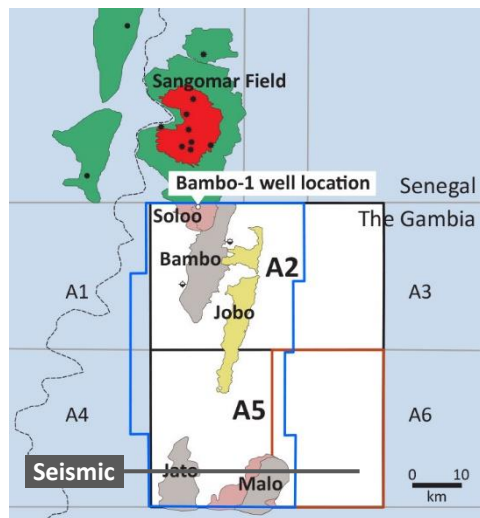 Sangomar Field
Bambo-1 well location
Senegal
The Gambia
Soloo
Bambo
A2
A1
A3
Jobo
A5
A4
A6
Seismic
Jato
Malo
0 10
km